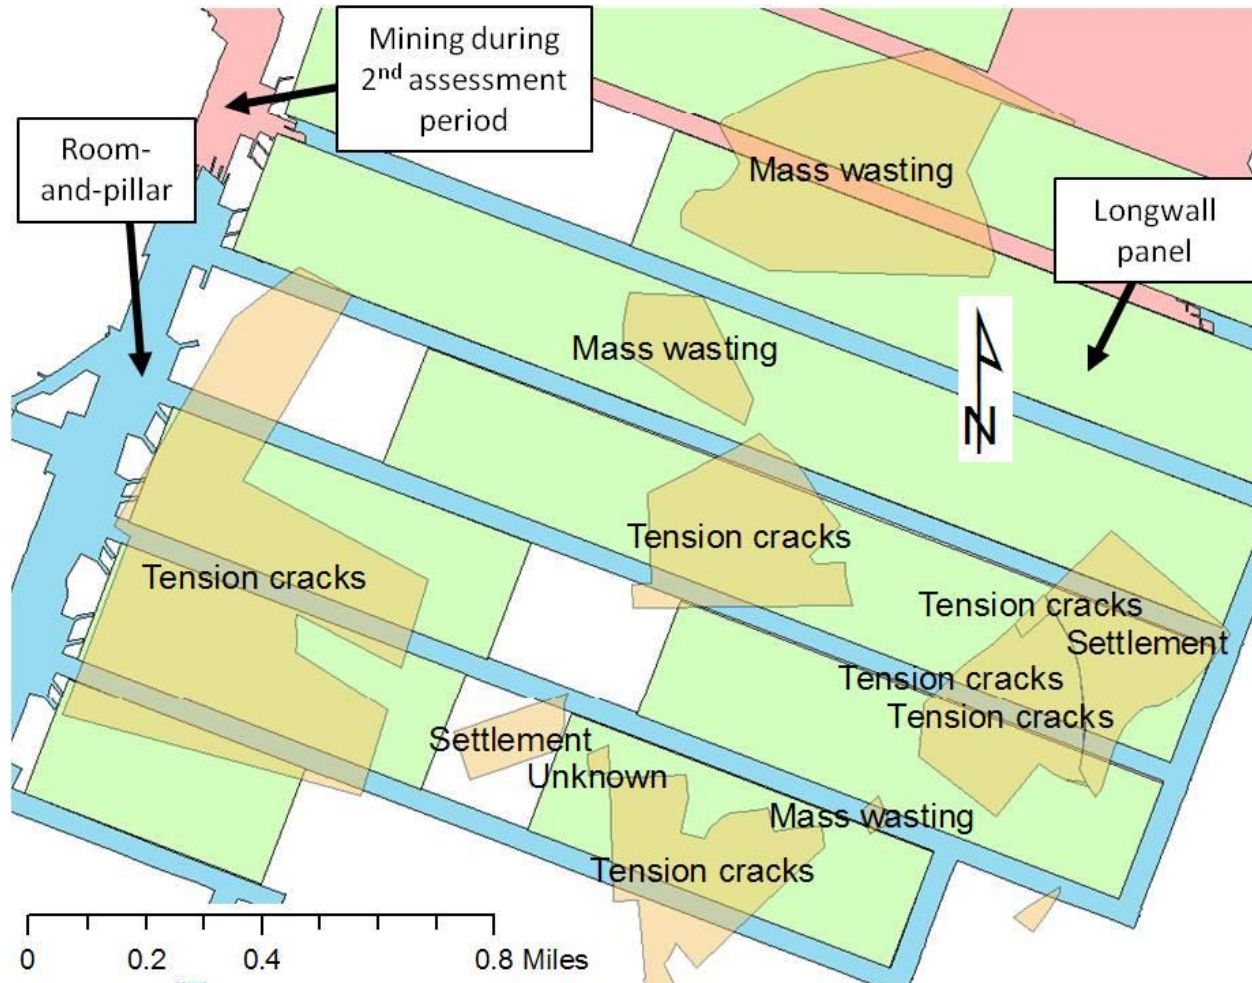 Mining during
2nd assessment
period
Room-
and-pillar
Mass wasting
Longwall
panel
Mass wasting
N
Tension cracks
Tension cracks
Tension cracks
Settlement
Tension cracks
Tension cracks
Settlement
Unknown
Mass wasting
Tension cracks
0 0.2 0.4 0.8 Miles